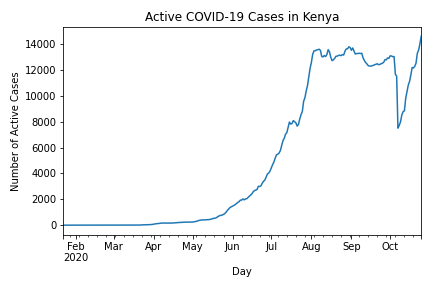 Active COVID-19 Cases in Kenya
14000
12000
10000
8000
6000
4000
2000
0
Number of Active Cases
Feb Mar Apr May Jun Jul Aug Sep Oct
2020
Day